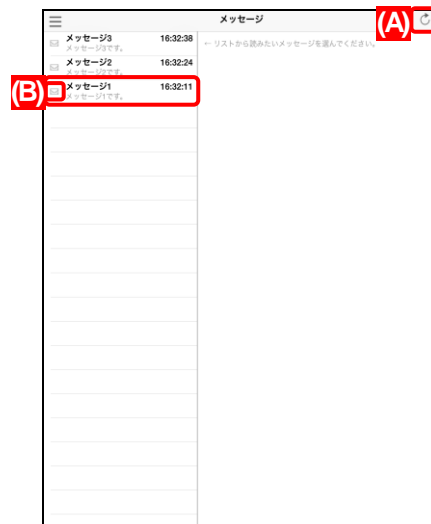 メッセージ
(A)
メッセージ3 16:32:38
メッセージ3です。
← リストから読みたいメッセージを選んでください。
メッセージ2 16:32:24
メッセージ2です。
(B)
メッセージ1 16:32:11
メッセージ1です。